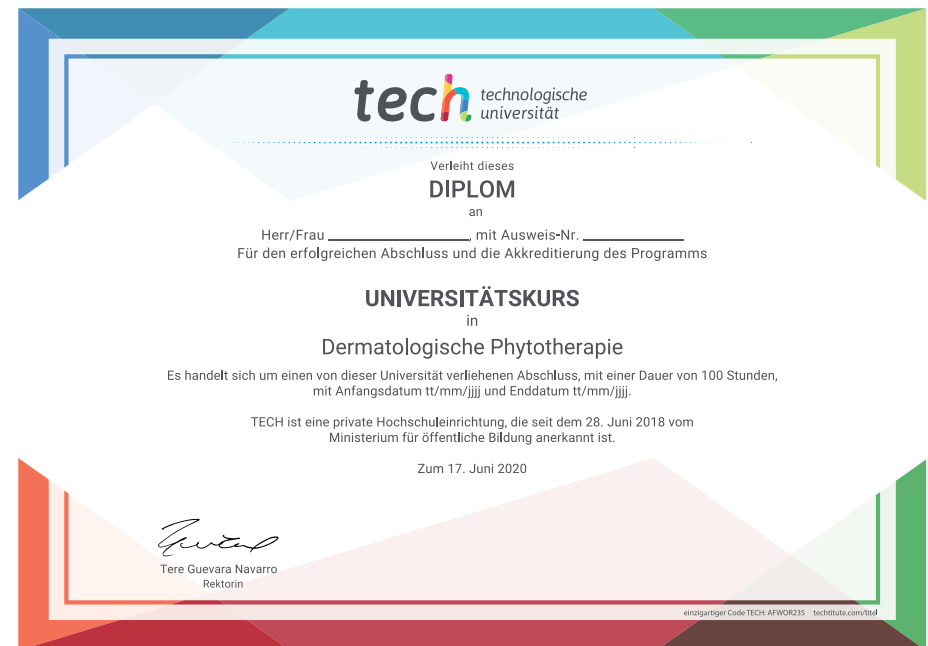 tech technologische
universität
Verleiht dieses
DIPLOM
an
Herr/Frau ____________________, mit Ausweis-Nr. ______________
Für den erfolgreichen Abschluss und die Akkreditierung des Programms
UNIVERSITÄTSKURS
in
Dermatologische Phytotherapie
Es handelt sich um einen von dieser Universität verliehenen Abschluss, mit einer Dauer von 100 Stunden,
mit Anfangsdatum tt/mm/jjjj und Enddatum tt/mm/jjjj.
TECH ist eine private Hochschuleinrichtung, die seit dem 28. Juni 2018 vom
Ministerium für öffentliche Bildung anerkannt ist.
Zum 17. Juni 2020
Tere Guevara Navarro
Rektorin
einzigartiger Code TECH: AFWOR23S techtitute.com/titel